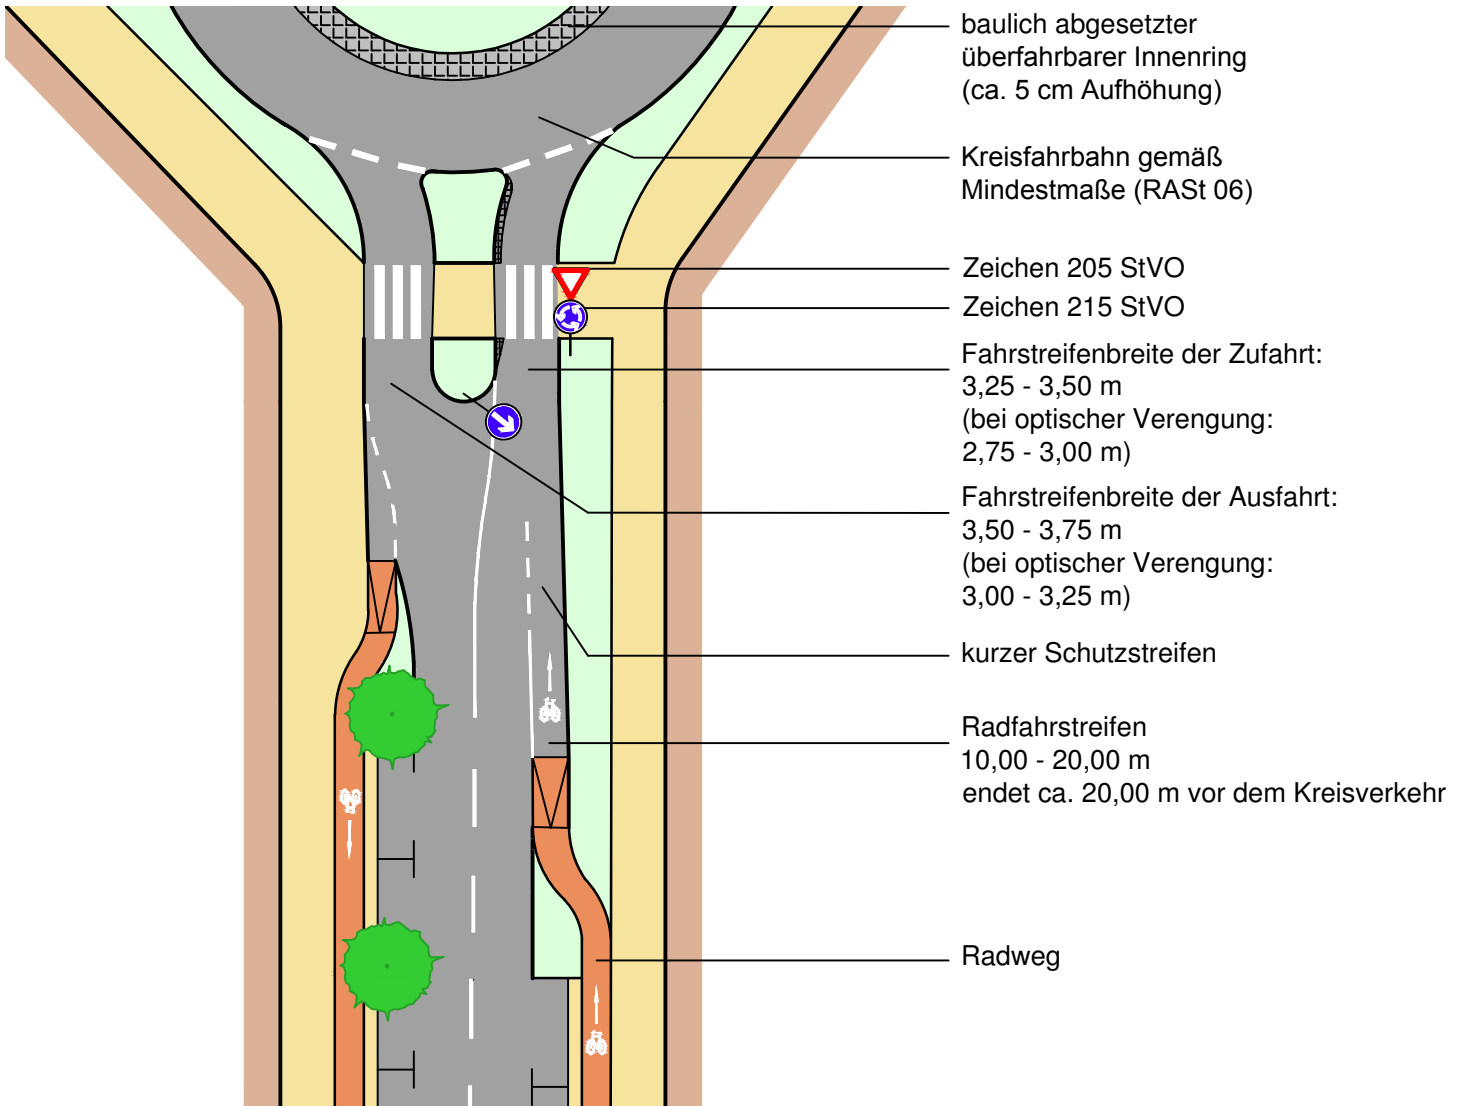 baulich abgesetzter
überfahrbarer Innenring
(ca. 5 cm Aufhöhung)
Kreisfahrbahn gemäß
Mindestmaße (RASt 06)
Zeichen 205 StVO
Zeichen 215 StVO
Fahrstreifenbreite der Zufahrt:
3,25 - 3,50 m
(bei optischer Verengung:
2,75 - 3,00 m)
Fahrstreifenbreite der Ausfahrt:
3,50 - 3,75 m
(bei optischer Verengung:
3,00 - 3,25 m)
kurzer Schutzstreifen
Radfahrstreifen
10,00 - 20,00 m
endet ca. 20,00 m vor dem Kreisverkehr
Radweg